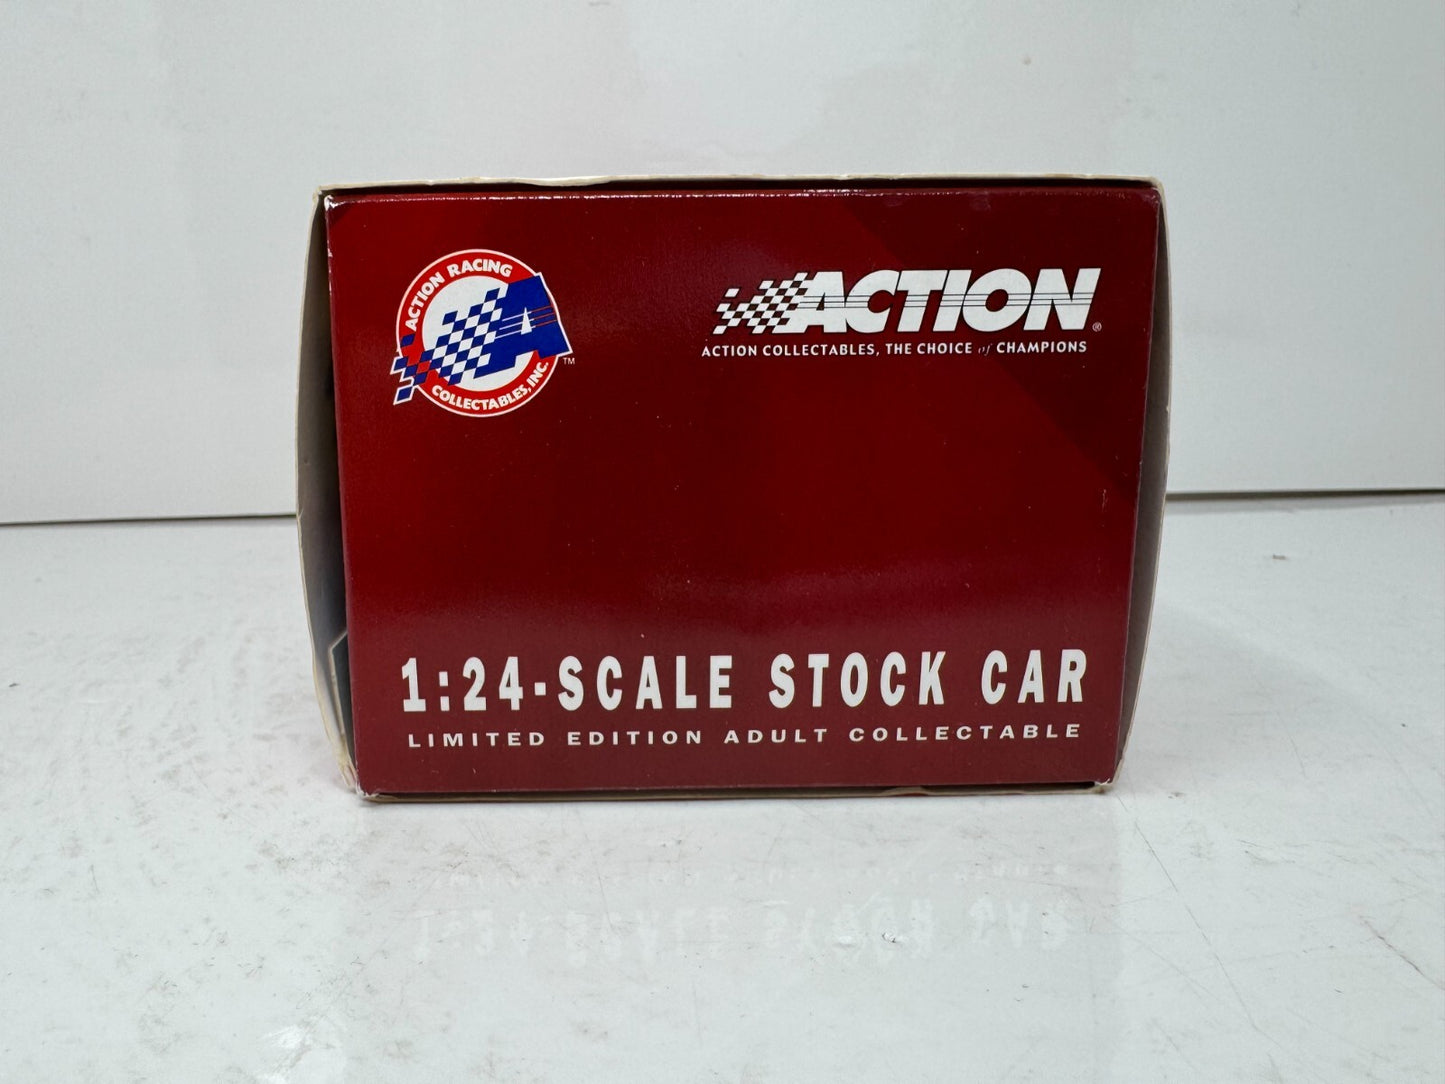 ACTION RACING
COLLECTABLES, INC.
A
™
ACTION®
ACTION COLLECTABLES, THE CHOICE of CHAMPIONS
1:24-SCALE STOCK CAR
LIMITED EDITION ADULT COLLECTABLE